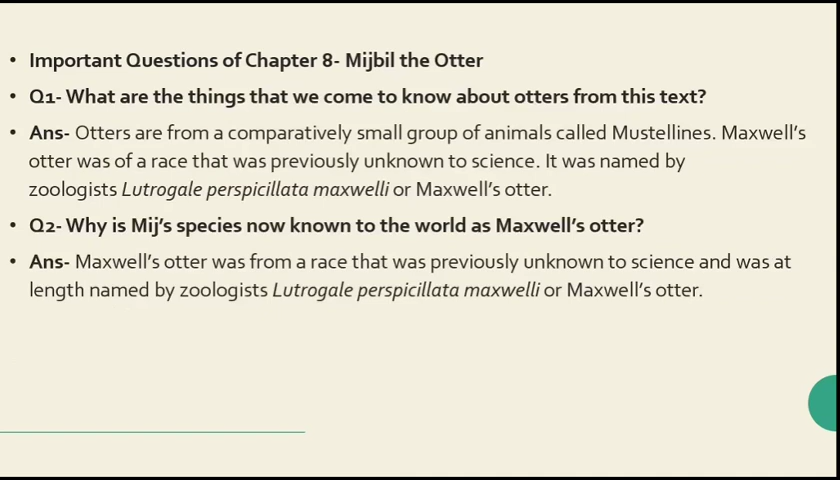 • Important Questions of Chapter 8- Mijbil the Otter
• Q1- What are the things that we come to know about otters from this text?
• Ans- Otters are from a comparatively small group of animals called Mustellines. Maxwell’s
otter was of a race that was previously unknown to science. It was named by
zoologists Lutrogale perspicillata maxwelli or Maxwell’s otter.
• Q2- Why is Mij’s species now known to the world as Maxwell’s otter?
• Ans- Maxwell’s otter was from a race that was previously unknown to science and was at
length named by zoologists Lutrogale perspicillata maxwelli or Maxwell’s otter.